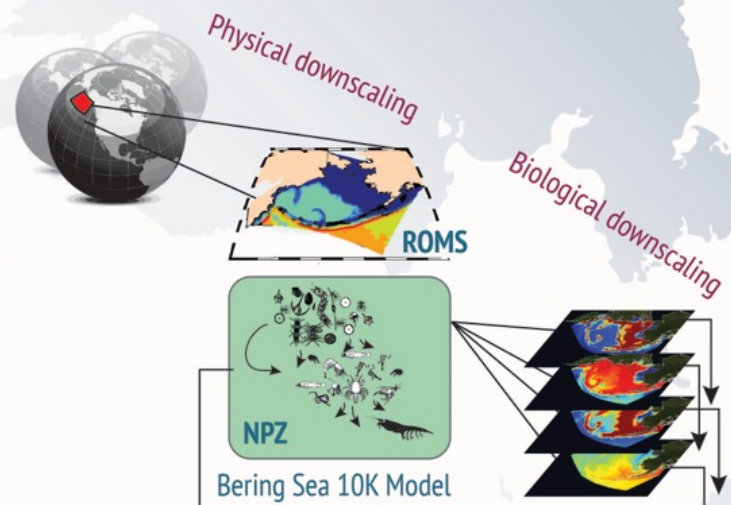 Physical downscaling
Biological downscaling
ROMS
NPZ
Bering Sea 10K Model